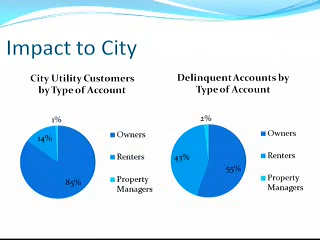 Impact to City
City Utility Customers
by Type of Account
1%
14%
85%
Owners
Renters
Property
Managers
Delinquent Accounts by
Type of Account
2%
43%
55%
Owners
Renters
Property
Managers